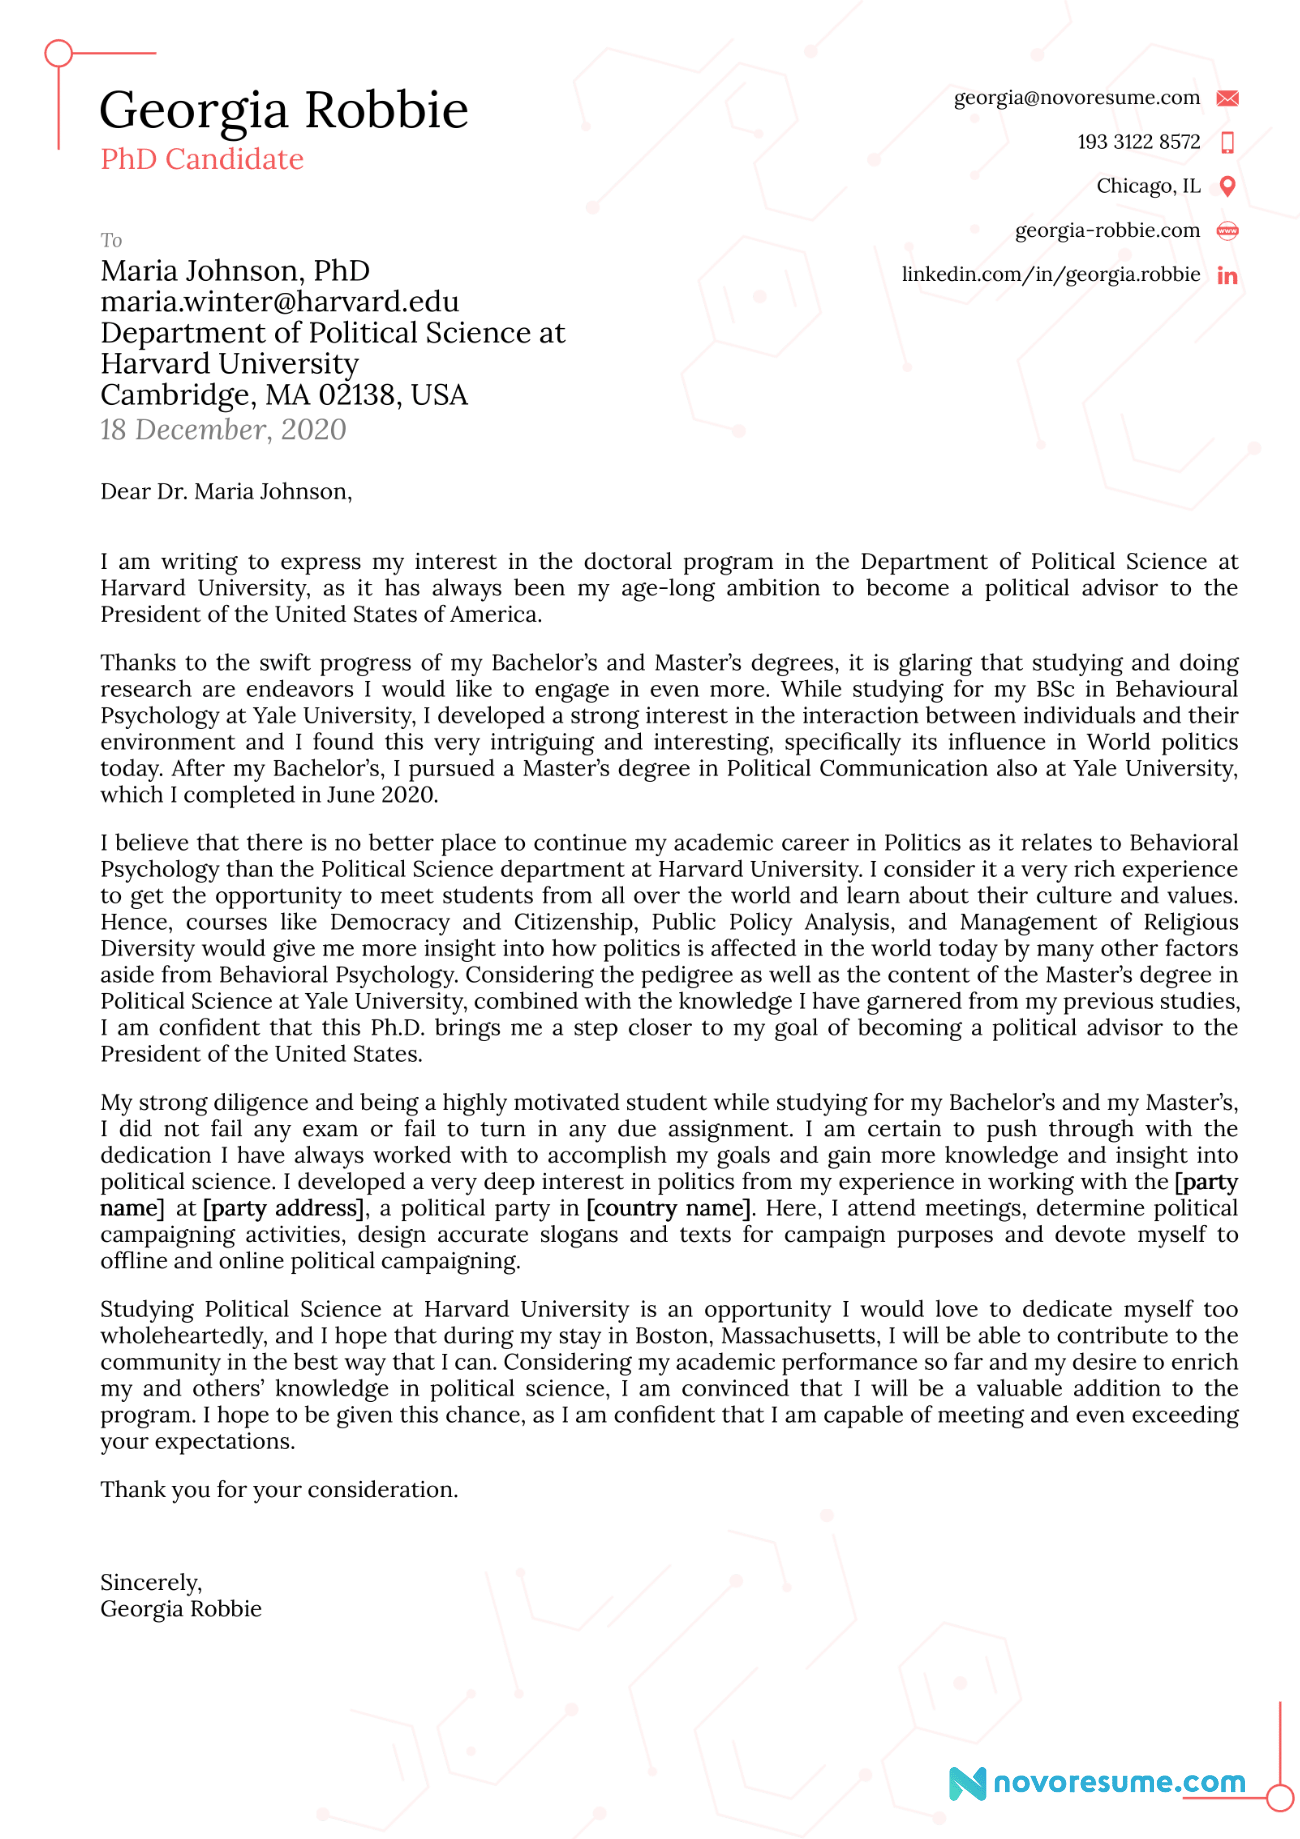 Georgia Robbie
PhD Candidate
georgia@novoresume.com
193 3122 8572
Chicago, IL
georgia-robbie.com
www
linkedin.com/in/georgia.robbie
in
To
Maria Johnson, PhD
maria.winter@harvard.edu
Department of Political Science at
Harvard University
Cambridge, MA 02138, USA
18 December, 2020
Dear Dr. Maria Johnson,
I am writing to express my interest in the doctoral program in the Department of Political Science at
Harvard University, as it has always been my age-long ambition to become a political advisor to the
President of the United States of America.
Thanks to the swift progress of my Bachelor’s and Master’s degrees, it is glaring that studying and doing
research are endeavors I would like to engage in even more. While studying for my BSc in Behavioural
Psychology at Yale University, I developed a strong interest in the interaction between individuals and their
environment and I found this very intriguing and interesting, specifically its influence in World politics
today. After my Bachelor’s, I pursued a Master’s degree in Political Communication also at Yale University,
which I completed in June 2020.
I believe that there is no better place to continue my academic career in Politics as it relates to Behavioral
Psychology than the Political Science department at Harvard University. I consider it a very rich experience
to get the opportunity to meet students from all over the world and learn about their culture and values.
Hence, courses like Democracy and Citizenship, Public Policy Analysis, and Management of Religious
Diversity would give me more insight into how politics is affected in the world today by many other factors
aside from Behavioral Psychology. Considering the pedigree as well as the content of the Master’s degree in
Political Science at Yale University, combined with the knowledge I have garnered from my previous studies,
I am confident that this Ph.D. brings me a step closer to my goal of becoming a political advisor to the
President of the United States.
My strong diligence and being a highly motivated student while studying for my Bachelor’s and my Master’s,
I did not fail any exam or fail to turn in any due assignment. I am certain to push through with the
dedication I have always worked with to accomplish my goals and gain more knowledge and insight into
political science. I developed a very deep interest in politics from my experience in working with the [party
name] at [party address], a political party in [country name]. Here, I attend meetings, determine political
campaigning activities, design accurate slogans and texts for campaign purposes and devote myself to
offline and online political campaigning.
Studying Political Science at Harvard University is an opportunity I would love to dedicate myself too
wholeheartedly, and I hope that during my stay in Boston, Massachusetts, I will be able to contribute to the
community in the best way that I can. Considering my academic performance so far and my desire to enrich
my and others’ knowledge in political science, I am convinced that I will be a valuable addition to the
program. I hope to be given this chance, as I am confident that I am capable of meeting and even exceeding
your expectations.
Thank you for your consideration.
Sincerely,
Georgia Robbie
novoresume.com